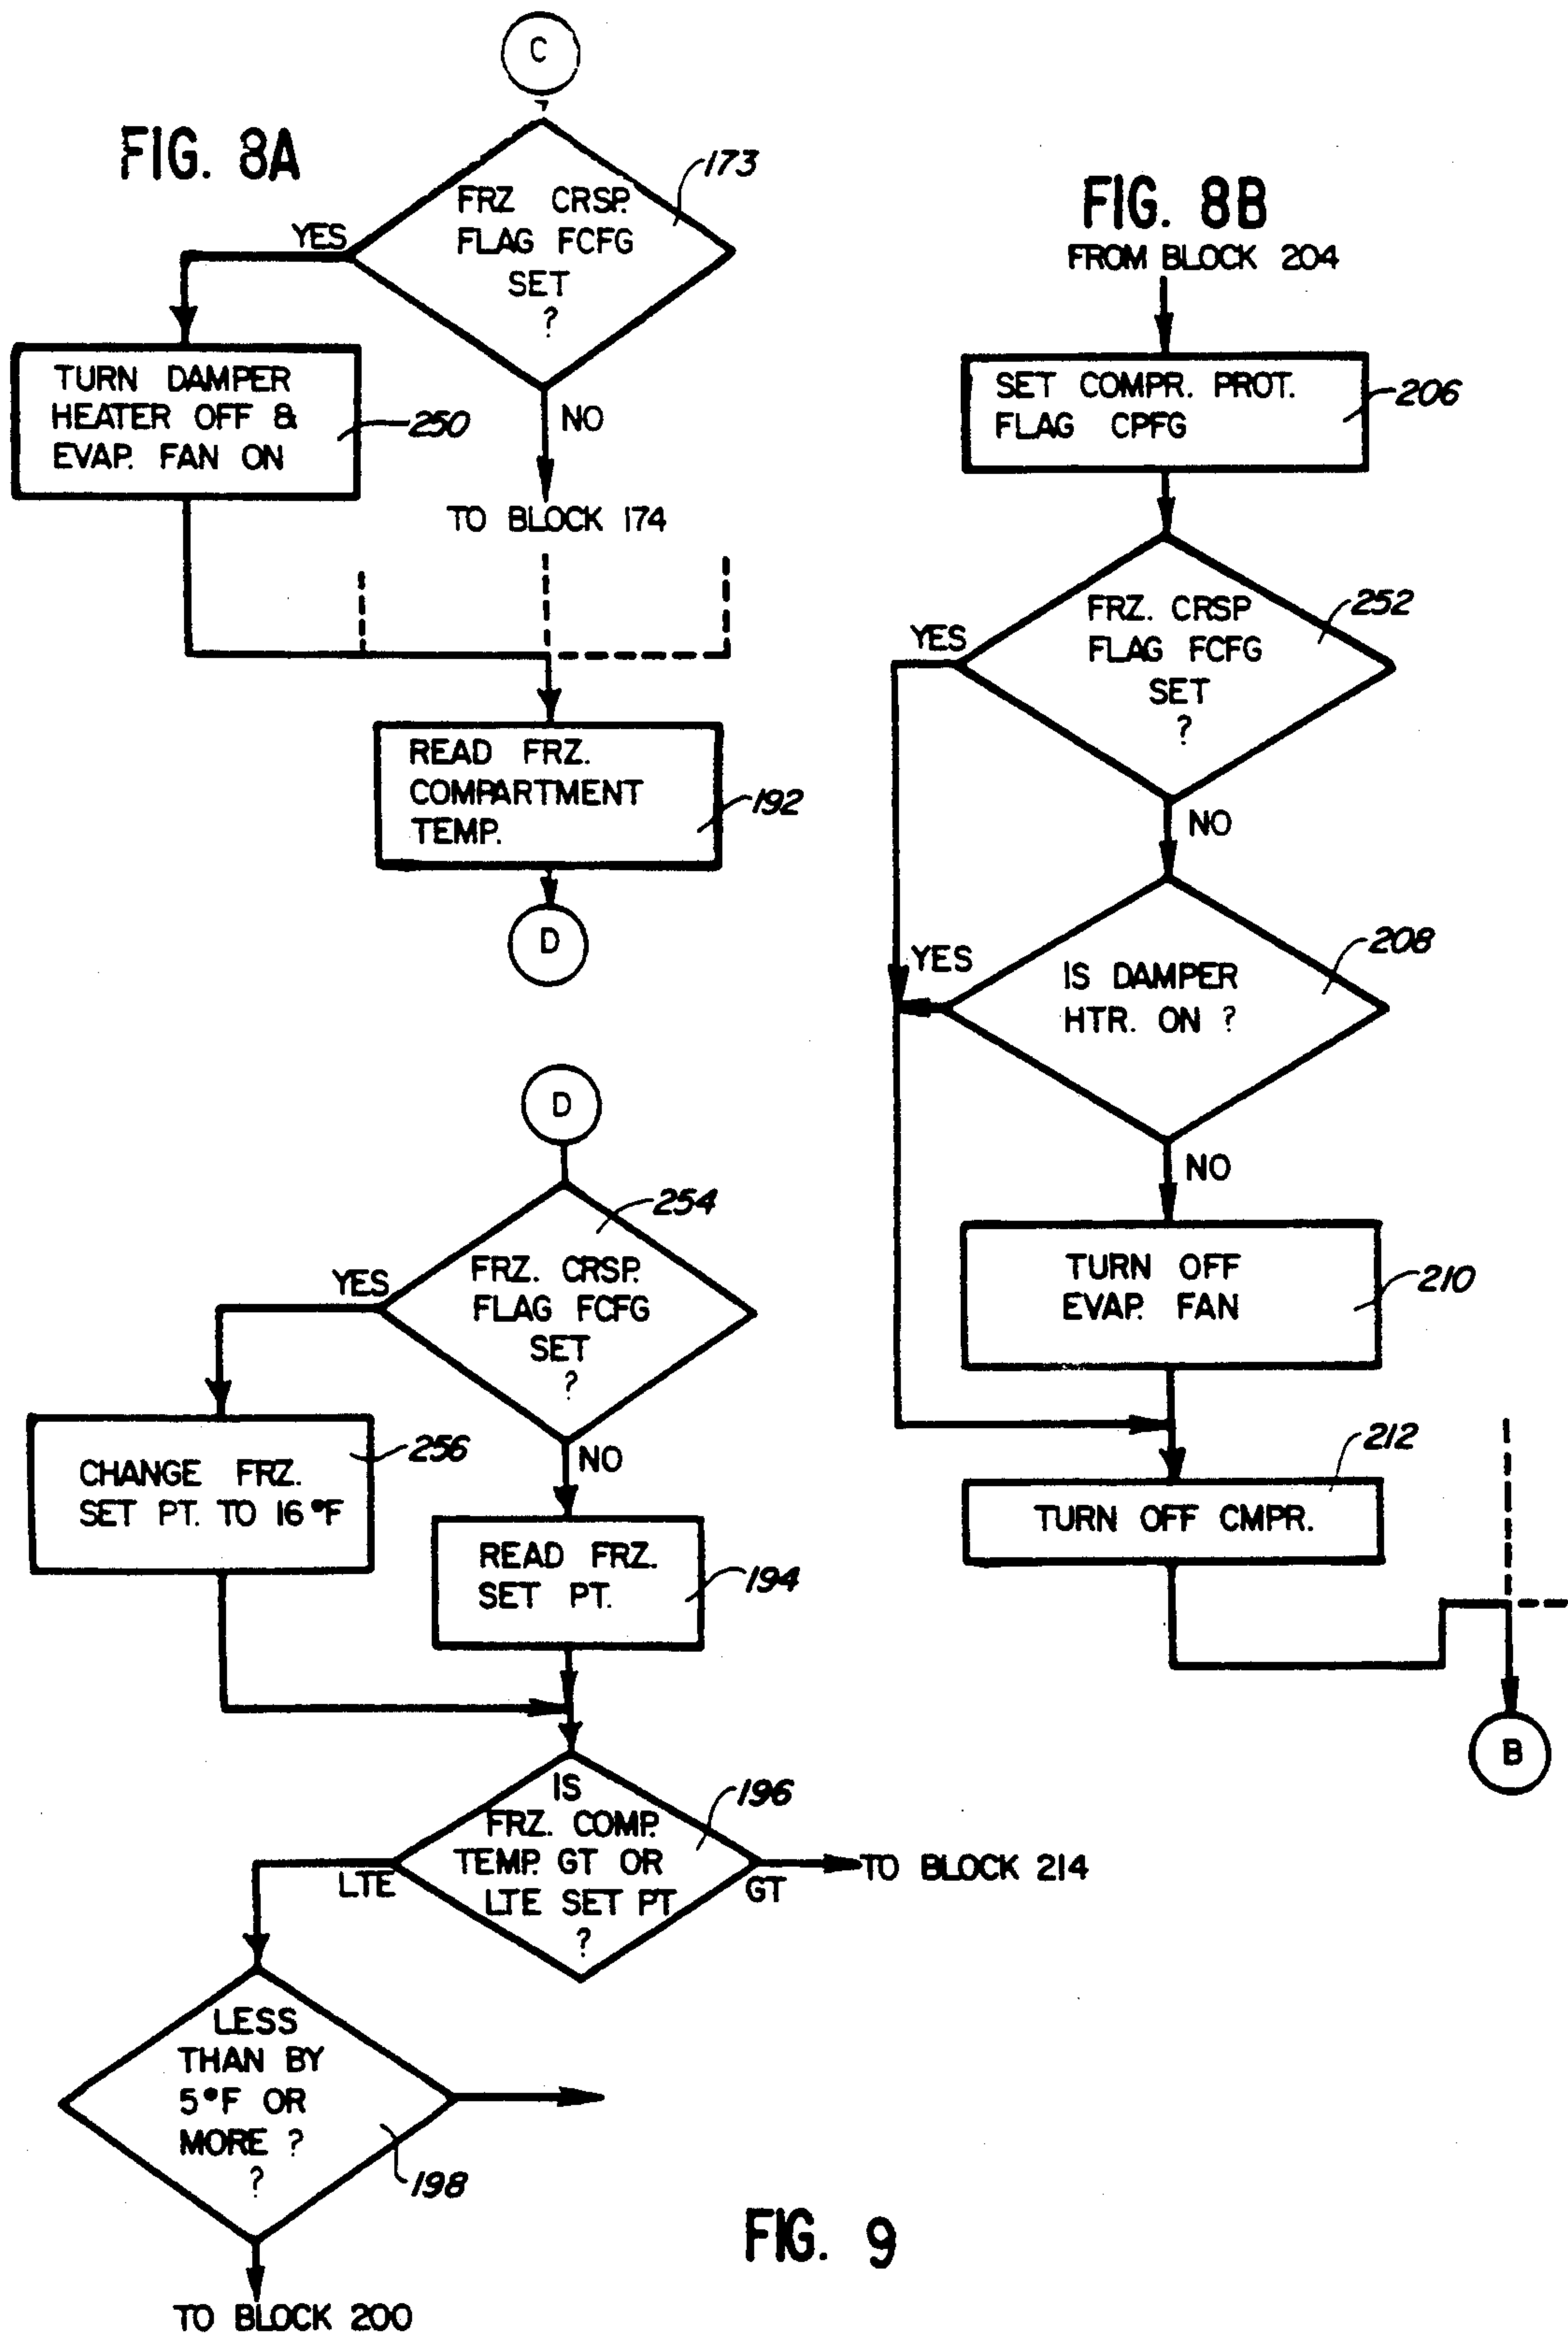 C
FIG. 8A
173
FRZ CRSP.
FLAG FCFG
SET
?
YES
NO
TURN DAMPER
HEATER OFF &
EVAP. FAN ON
250
TO BLOCK 174
READ FRZ.
COMPARTMENT
TEMP.
192
D
FIG. 8B
FROM BLOCK 204
SET COMPR. PROT.
FLAG CPFG
206
FRZ. CRSP
FLAG FCFG
SET
?
252
YES
NO
IS DAMPER
HTR. ON ?
208
YES
NO
TURN OFF
EVAP. FAN
210
212
TURN OFF CMPR.
B
D
254
FRZ. CRSP.
FLAG FCFG
SET
?
YES
NO
CHANGE FRZ.
SET PT. TO 16°F
256
READ FRZ.
SET PT.
194
IS
FRZ. COMP.
TEMP. GT OR
LTE SET PT
?
196
LTE
GT
TO BLOCK 214
LESS
THAN BY
5°F OR
MORE ?
?
198
TO BLOCK 200
FIG. 9